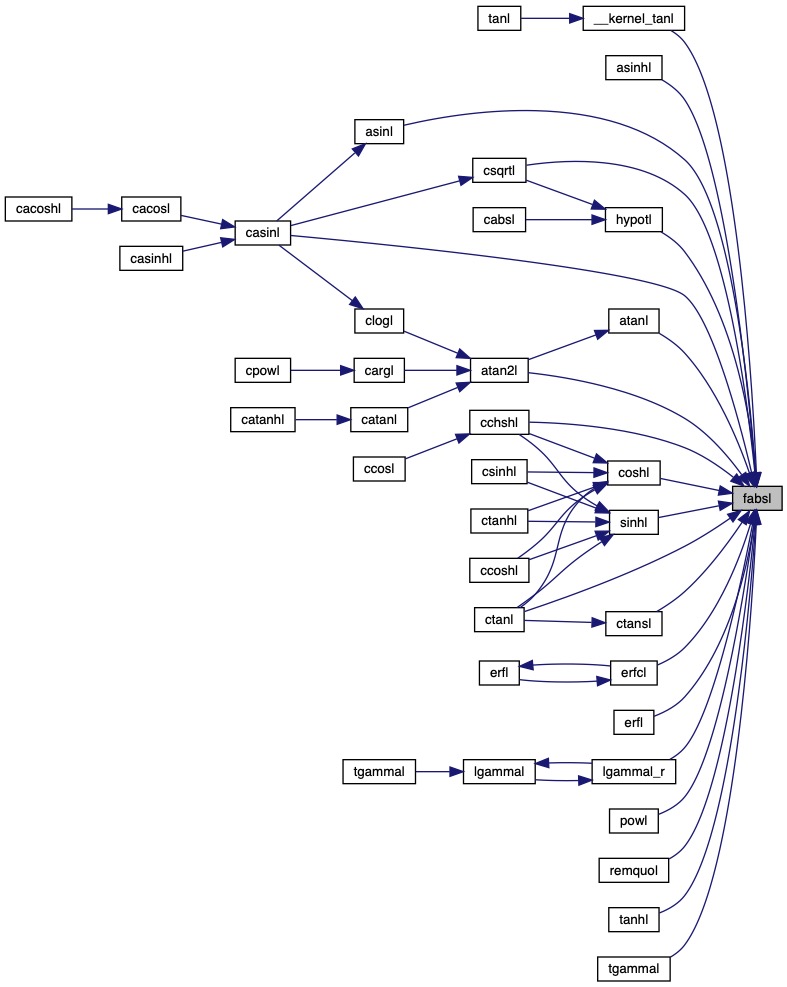 tanl
__kernel_tanl
asinhl
asinl
csqrtl
cacoshl
cacosl
cabsl
hypotl
casinl
casinhl
clogl
atanl
cpowl
cargl
atan2l
catanhl
catanl
cchshl
ccosl
csinhl
coshl
fabsl
ctanhl
sinhl
ccoshl
ctanl
ctansl
erfl
erfcl
erfl
tgammal
lgammal
lgammal_r
powl
remquol
tanhl
tgammal